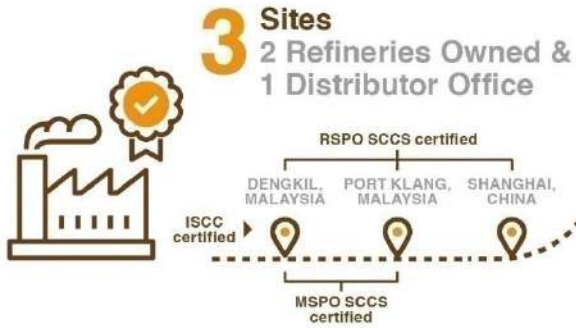 3 Sites
2 Refineries Owned &
1 Distributor Office
RSPO SCCS certified
DENGKIL,
MALAYSIA
PORT KLANG,
MALAYSIA
SHANGHAI,
CHINA
ISCC
certified
MSPO SCCS
certified